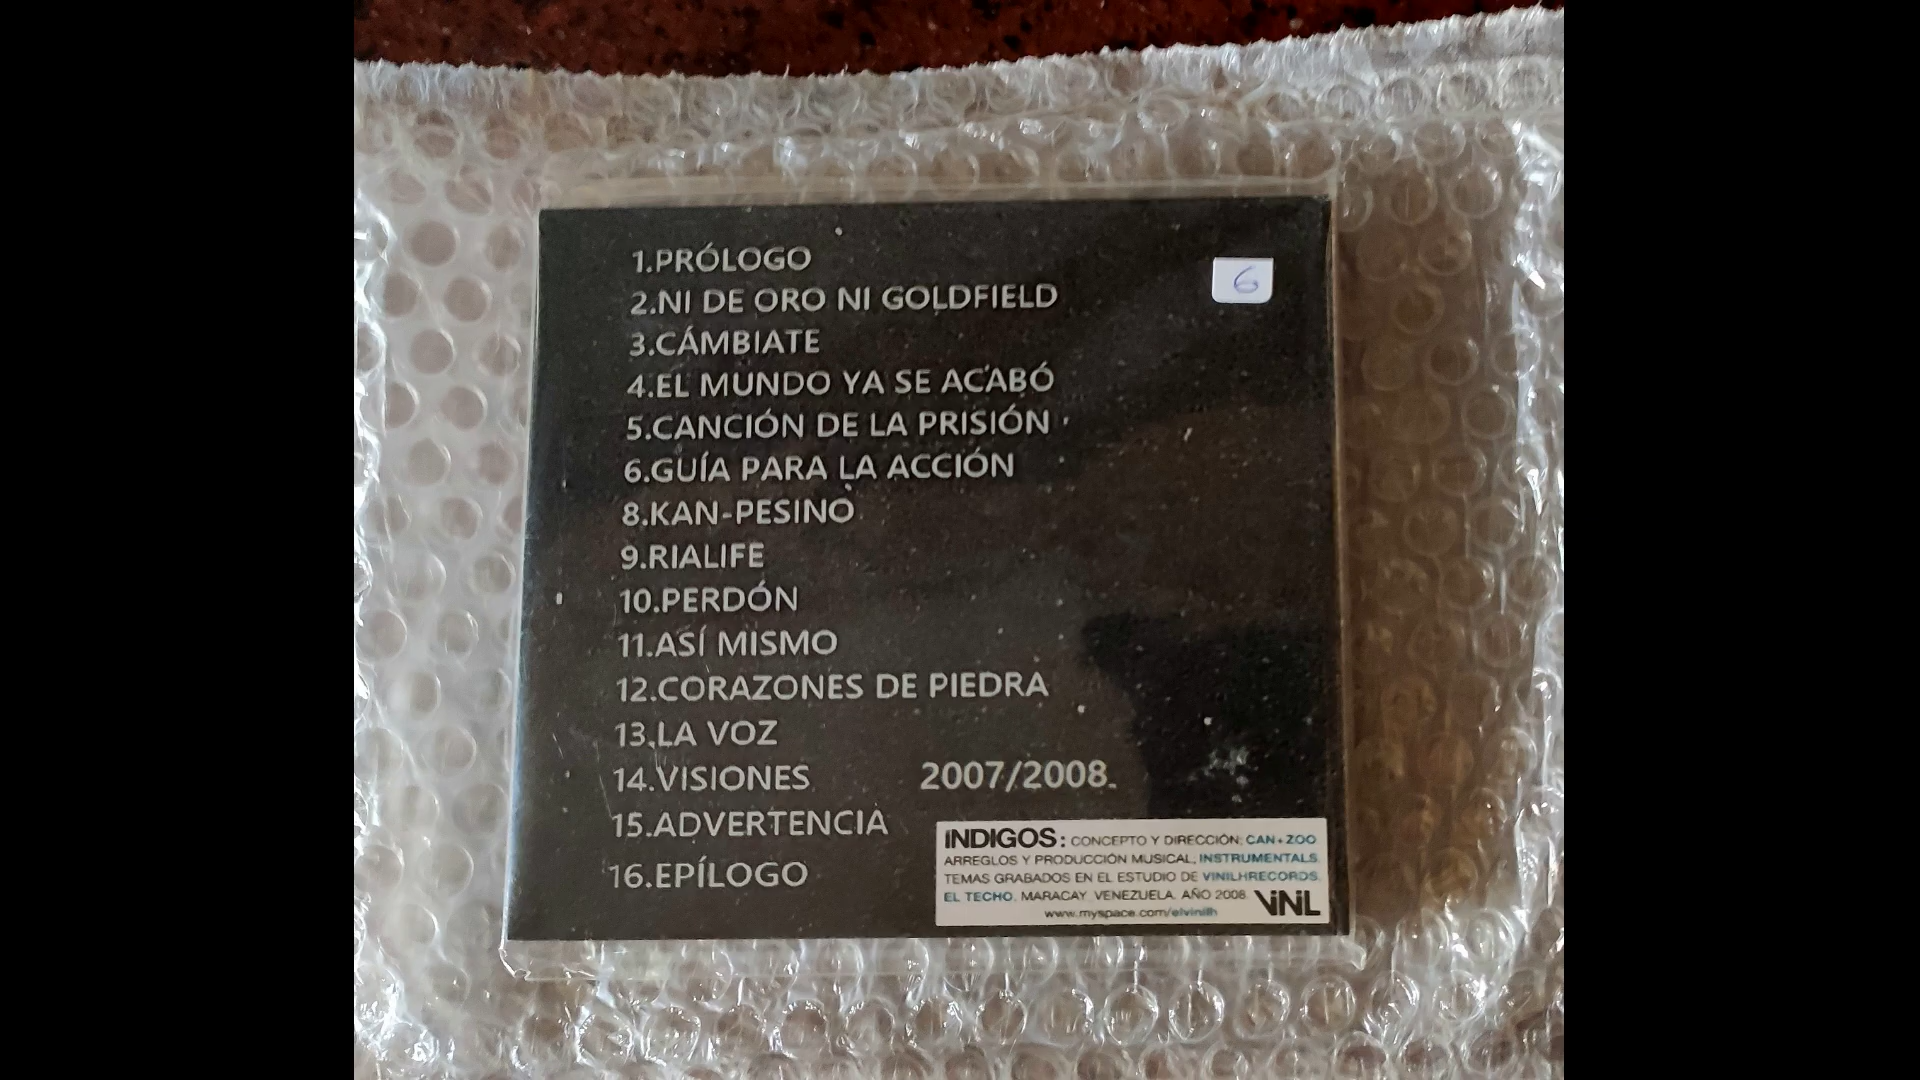 1.PRÓLOGO
6
2.NI DE ORO NI GOLDFIELD
3.CÁMBIATE
4.EL MUNDO YA SE ACABÓ
5.CANCIÓN DE LA PRISIÓN
6.GUÍA PARA LA ACCIÓN
8.KAN-PESINO
9.RIALIFE
10.PERDÓN
11.ASÍ MISMO
12.CORAZONES DE PIEDRA
13.LA VOZ
14.VISIONES
2007/2008.
15.ADVERTENCIA
16.EPÍLOGO
INDIGOS: CONCEPTO Y DIRECCIÓN; CAN+ZOO
ARREGLOS Y PRODUCCIÓN MUSICAL; INSTRUMENTALS.
TEMAS GRABADOS EN EL ESTUDIO DE VINILHRECORDS.
EL TECHO. MARACAY. VENEZUELA. AÑO 2008.
www.myspace.com/elvinilh
ViNL